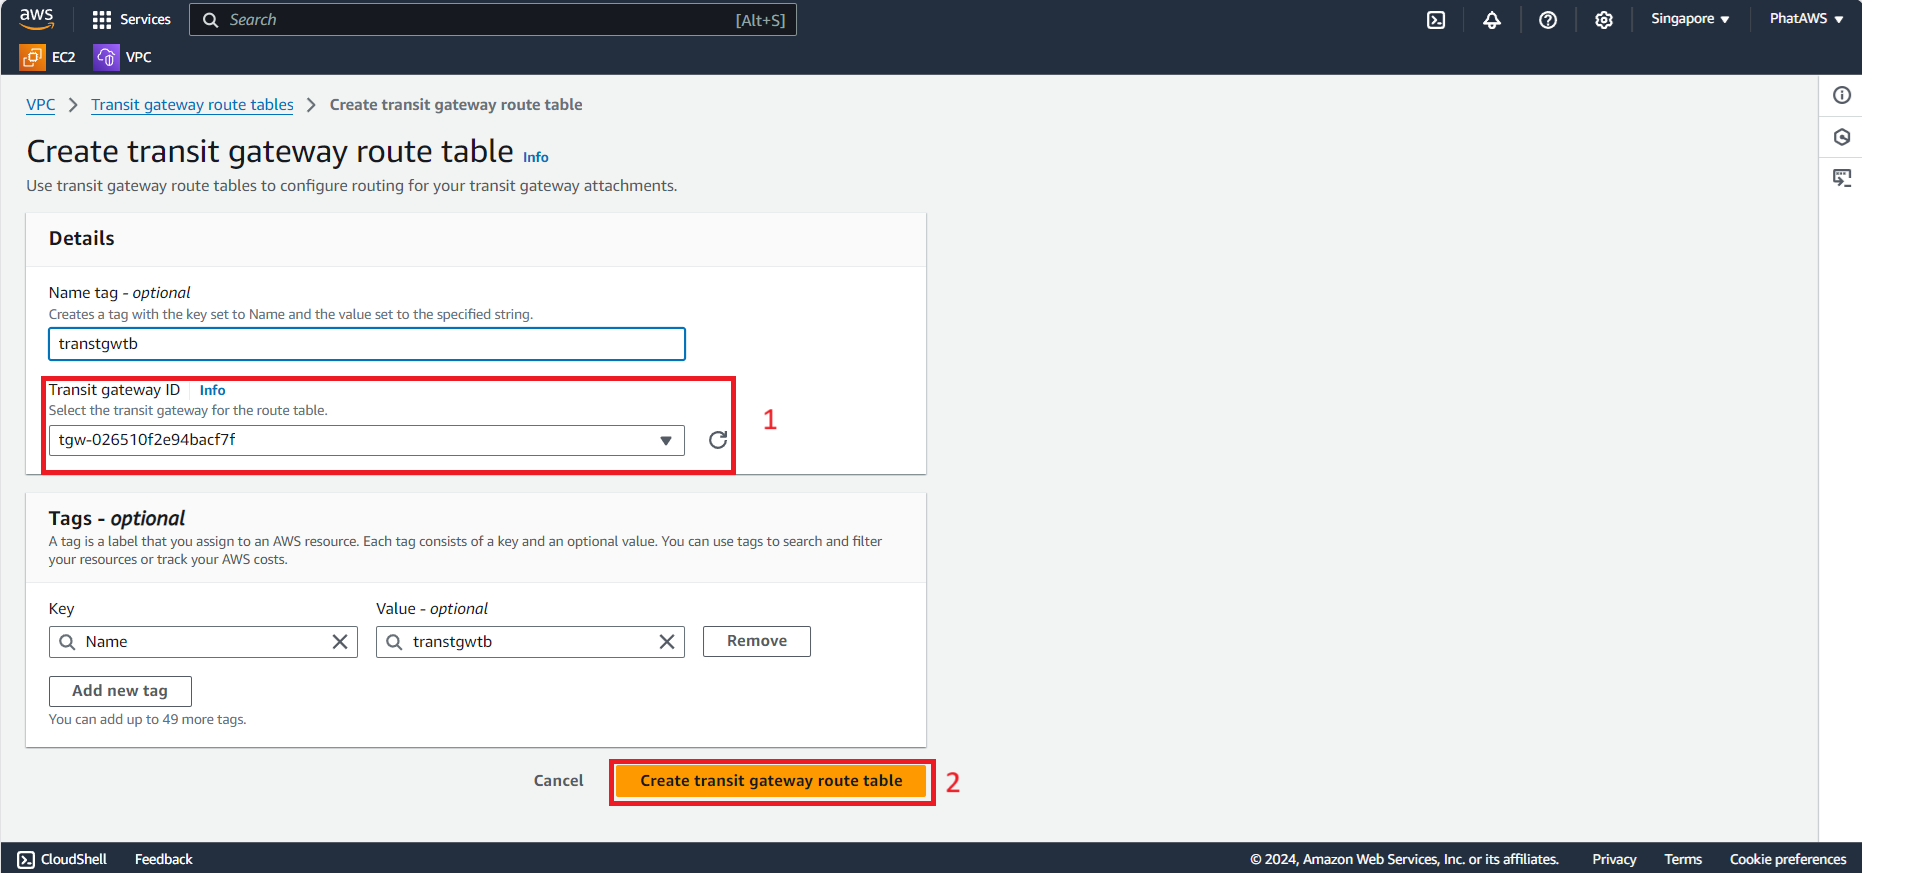 aws Services Search [Alt+S] Singapore PhatAWS
EC2 VPC
VPC Transit gateway route tables Create transit gateway route table
Create transit gateway route table Info
Use transit gateway route tables to configure routing for your transit gateway attachments.
Details
Name tag - optional
Creates a tag with the key set to Name and the value set to the specified string.
transtgwtb
Transit gateway ID Info
Select the transit gateway for the route table.
1
tgw-026510f2e94bacf7f
Tags - optional
A tag is a label that you assign to an AWS resource. Each tag consists of a key and an optional value. You can use tags to search and filter
your resources or track your AWS costs.
Key Value - optional
Name transtgwtb Remove
Add new tag
You can add up to 49 more tags.
Cancel Create transit gateway route table 2
CloudShell Feedback © 2024, Amazon Web Services, Inc. or its affiliates. Privacy Terms Cookie preferences